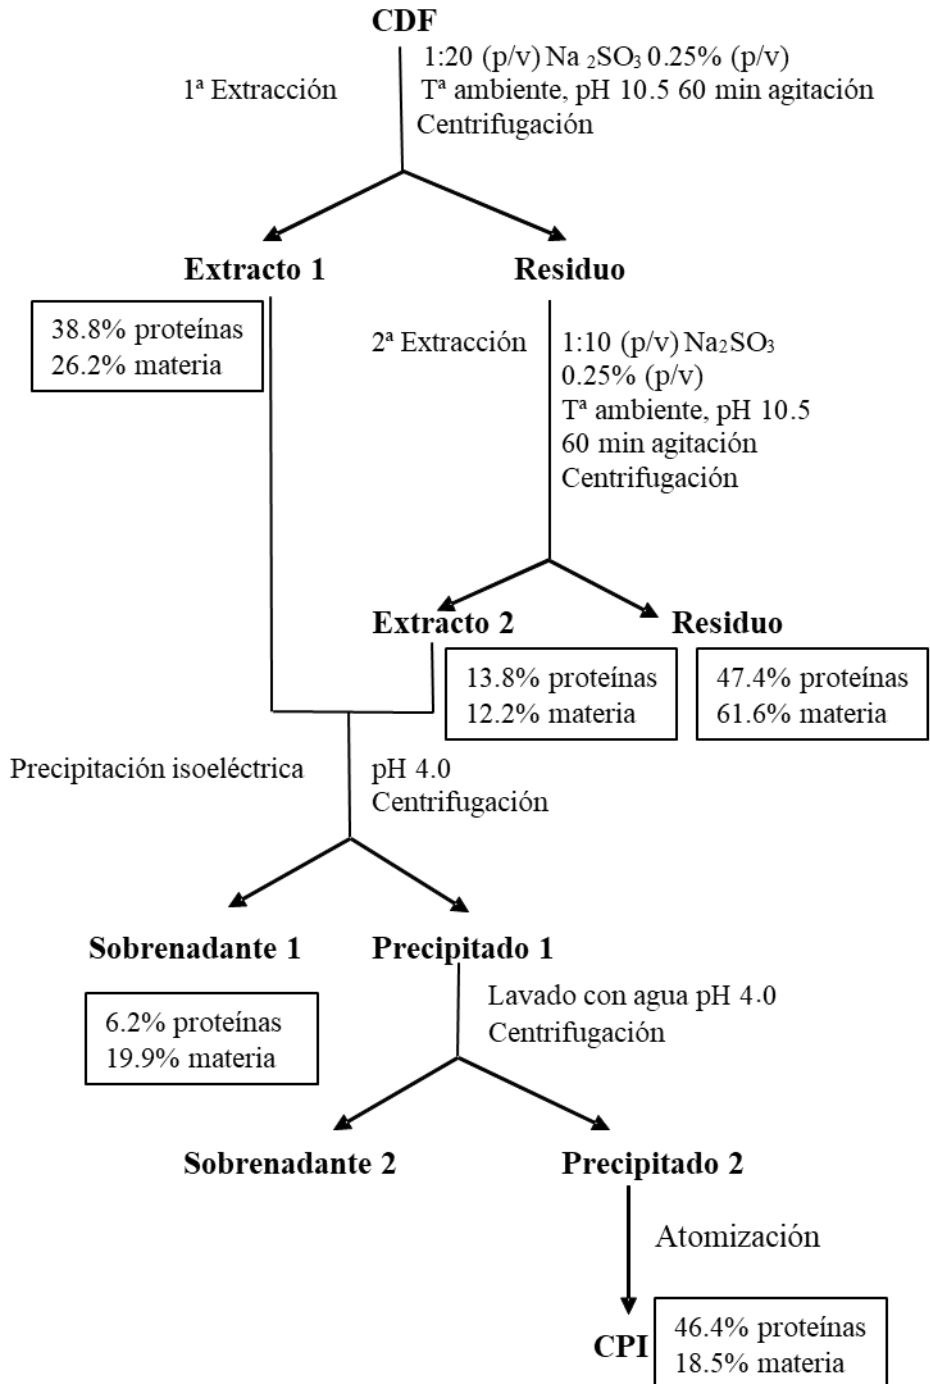 CDF
1ª Extracción
1:20 (p/v) Na ₂SO₃ 0.25% (p/v)
Tª ambiente, pH 10.5 60 min agitación
Centrifugación
Extracto 1
Residuo
38.8% proteínas
26.2% materia
2ª Extracción
1:10 (p/v) Na₂SO₃
0.25% (p/v)
Tª ambiente, pH 10.5
60 min agitación
Centrifugación
Extracto 2
Residuo
13.8% proteínas
12.2% materia
47.4% proteínas
61.6% materia
Precipitación isoeléctrica
pH 4.0
Centrifugación
Sobrenadante 1
Precipitado 1
6.2% proteínas
19.9% materia
Lavado con agua pH 4.0
Centrifugación
Sobrenadante 2
Precipitado 2
Atomización
CPI
46.4% proteínas
18.5% materia